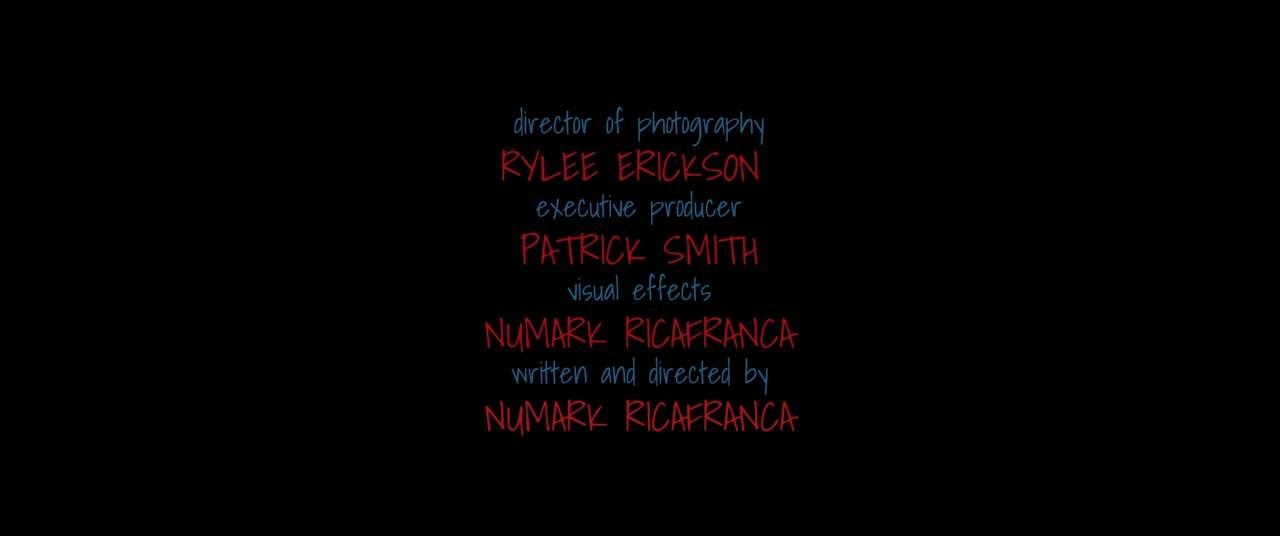 director of photography
RYLEE ERICKSON
executive producer
PATRICK SMITH
visual effects
NUMARK RICAFRANCA
written and directed by
NUMARK RICAFRANCA